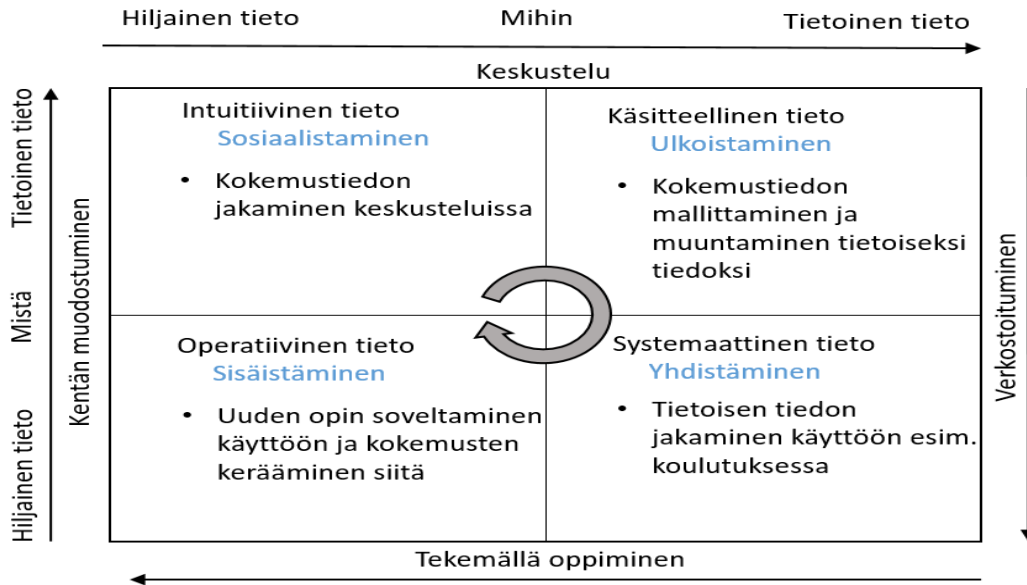 Hiljainen tieto
Mihin
Tietoinen tieto
Keskustelu
Tietoinen tieto
Mistä
Hiljainen tieto
Kentän muodostuminen
Intuitiivinen tieto
Sosiaalistaminen
• Kokemustiedon
jakaminen keskusteluissa
Käsitteellinen tieto
Ulkoistaminen
• Kokemustiedon
mallittaminen ja
muuntaminen tietoiseksi
tiedoksi
Operatiivinen tieto
Sisäistäminen
• Uuden opin soveltaminen
käyttöön ja kokemusten
kerääminen siitä
Systemaattinen tieto
Yhdistäminen
• Tietoisen tiedon
jakaminen käyttöön esim.
koulutuksessa
Verkostoituminen
Tekemällä oppiminen